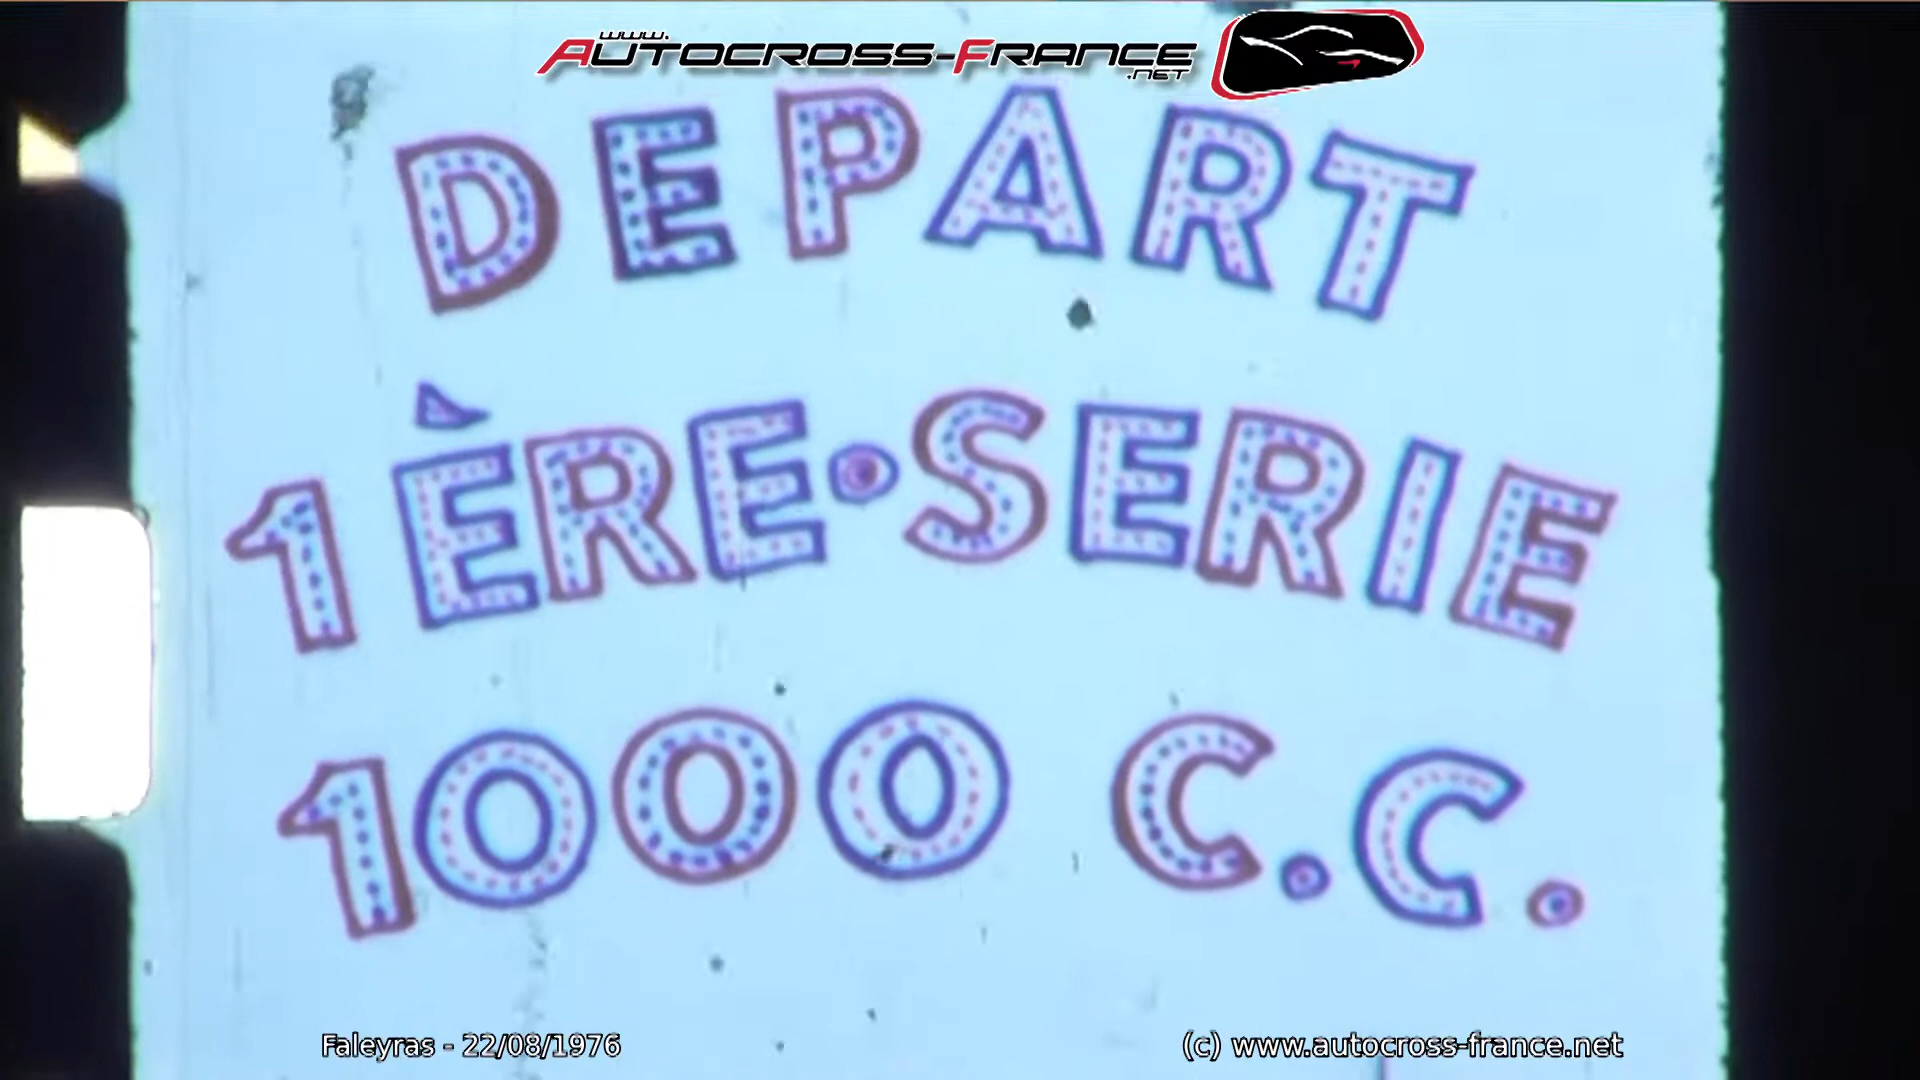 www.
AUTOCROSS-FRANCE
.NET
DEPART
1ÈRE•SERIE
1000 C.C.
Faleyras - 22/08/1976
(c) www.autocross-france.net